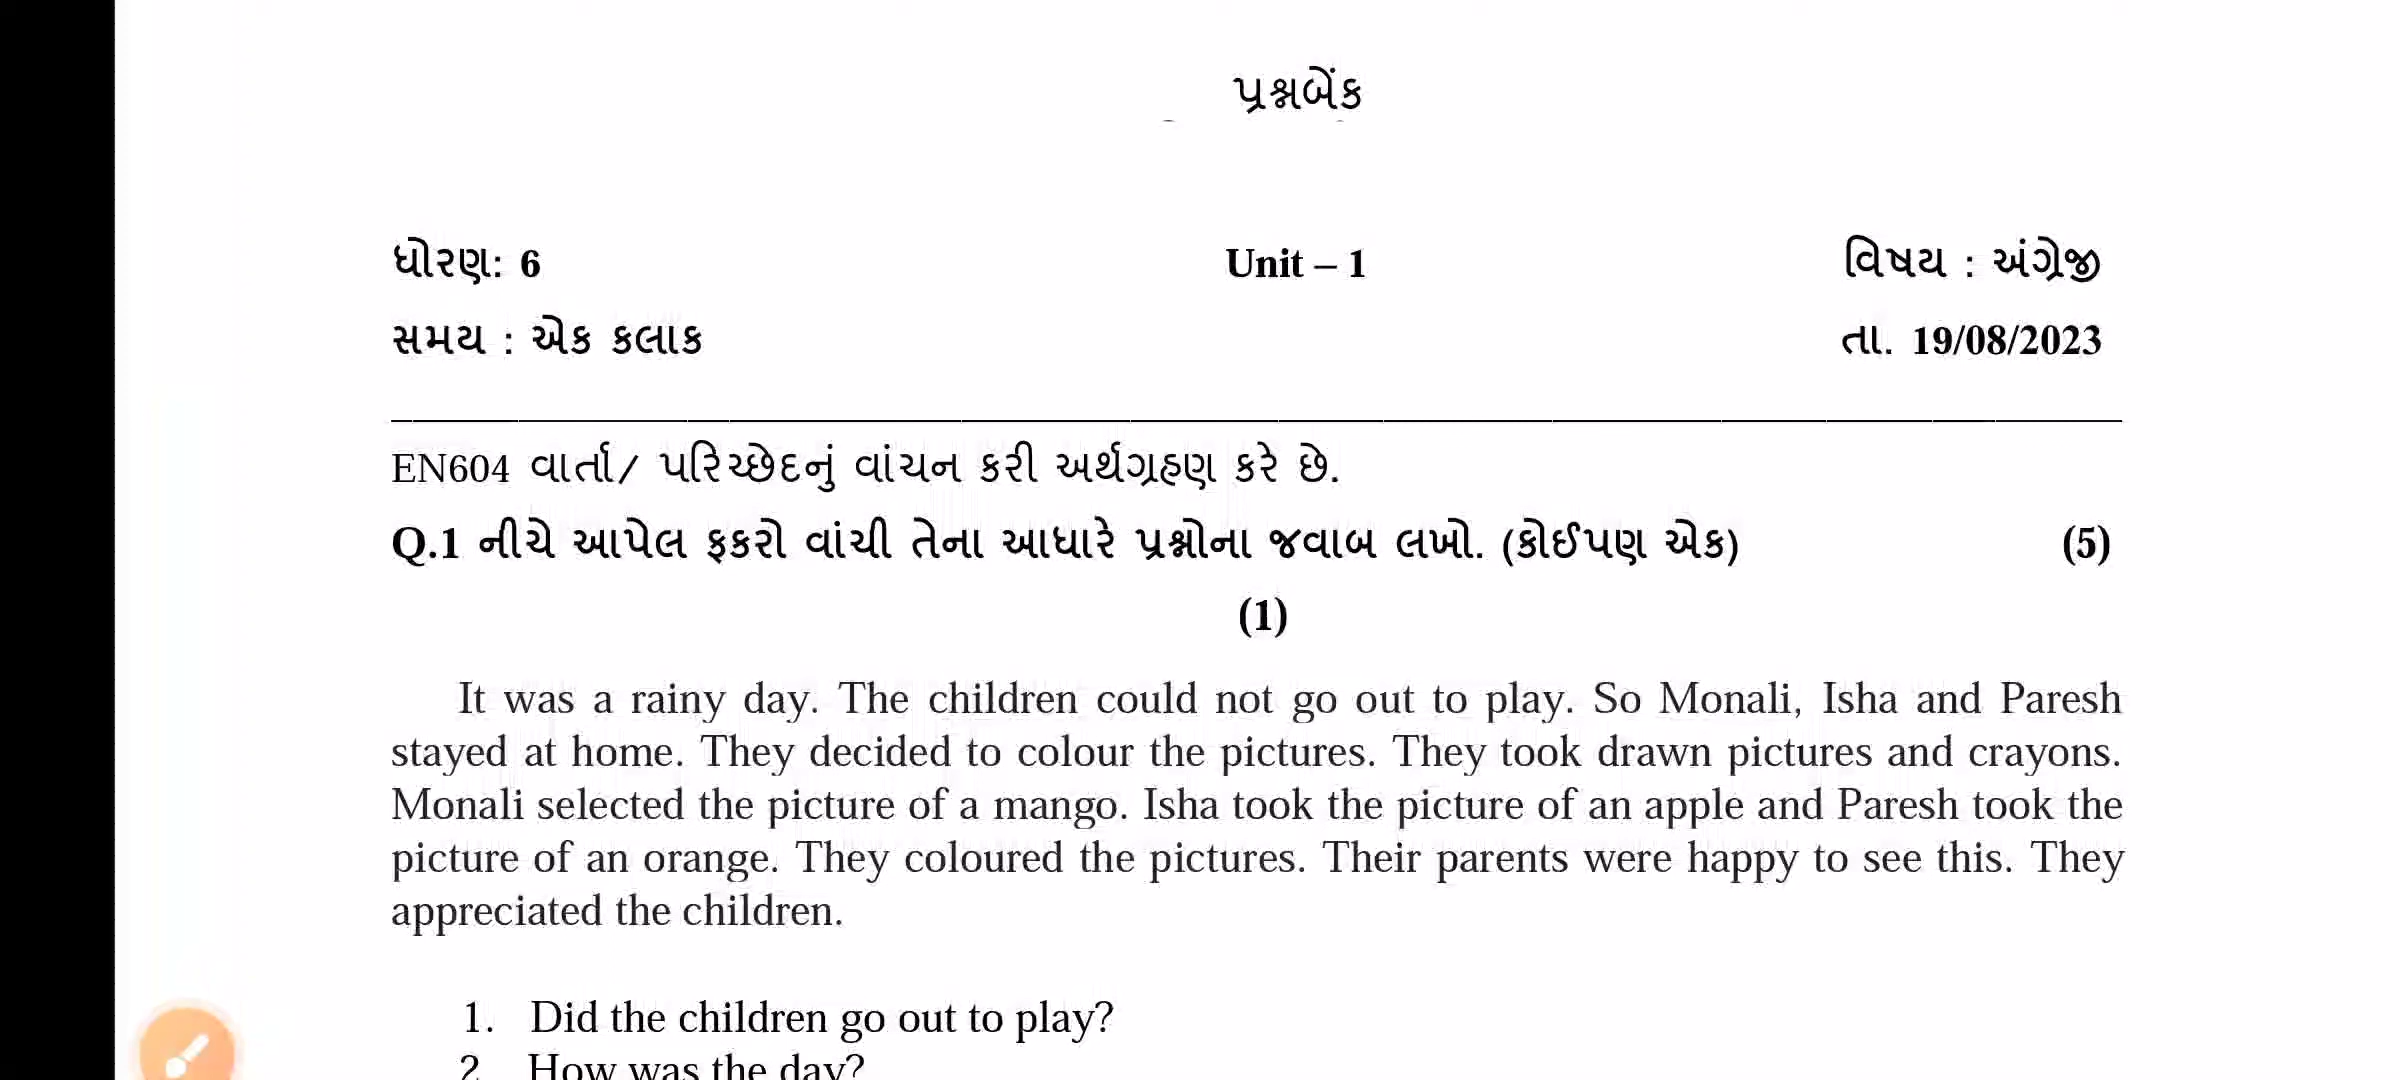 પ્રશ્નબેંક
ધોરણ: 6 Unit – 1 વિષય : અંગ્રેજી
સમય : એક કલાક તા. 19/08/2023
EN604 વાર્તા/ પરિચ્છેદનું વાંચન કરી અર્થગ્રહણ કરે છે.
Q.1 નીચે આપેલ ફકરો વાંચી તેના આધારે પ્રશ્નોના જવાબ લખો. (કોઈપણ એક) (5)
(1)
It was a rainy day. The children could not go out to play. So Monali, Isha and Paresh
stayed at home. They decided to colour the pictures. They took drawn pictures and crayons.
Monali selected the picture of a mango. Isha took the picture of an apple and Paresh took the
picture of an orange. They coloured the pictures. Their parents were happy to see this. They
appreciated the children.
1. Did the children go out to play?
2. How was the day?